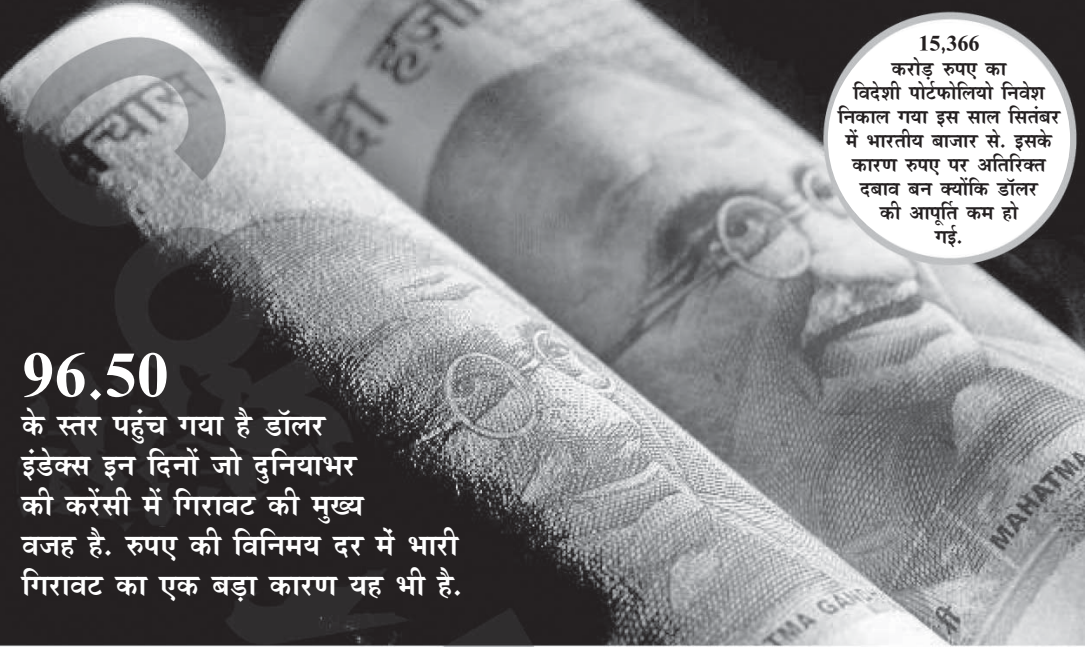 15,366
करोड़ रुपए का
विदेशी पोर्टफोलियो निवेश
निकाल गया इस साल सितंबर
में भारतीय बाजार से. इसके
कारण रुपए पर अतिरिक्त
दबाव बन क्योंकि डॉलर
की आपूर्ति कम हो
गई.
96.50
के स्तर पहुंच गया है डॉलर
इंडेक्स इन दिनों जो दुनियाभर
की करेंसी में गिरावट की मुख्य
वजह है. रुपए की विनिमय दर में भारी
गिरावट का एक बड़ा कारण यह भी है.
MAHATMA